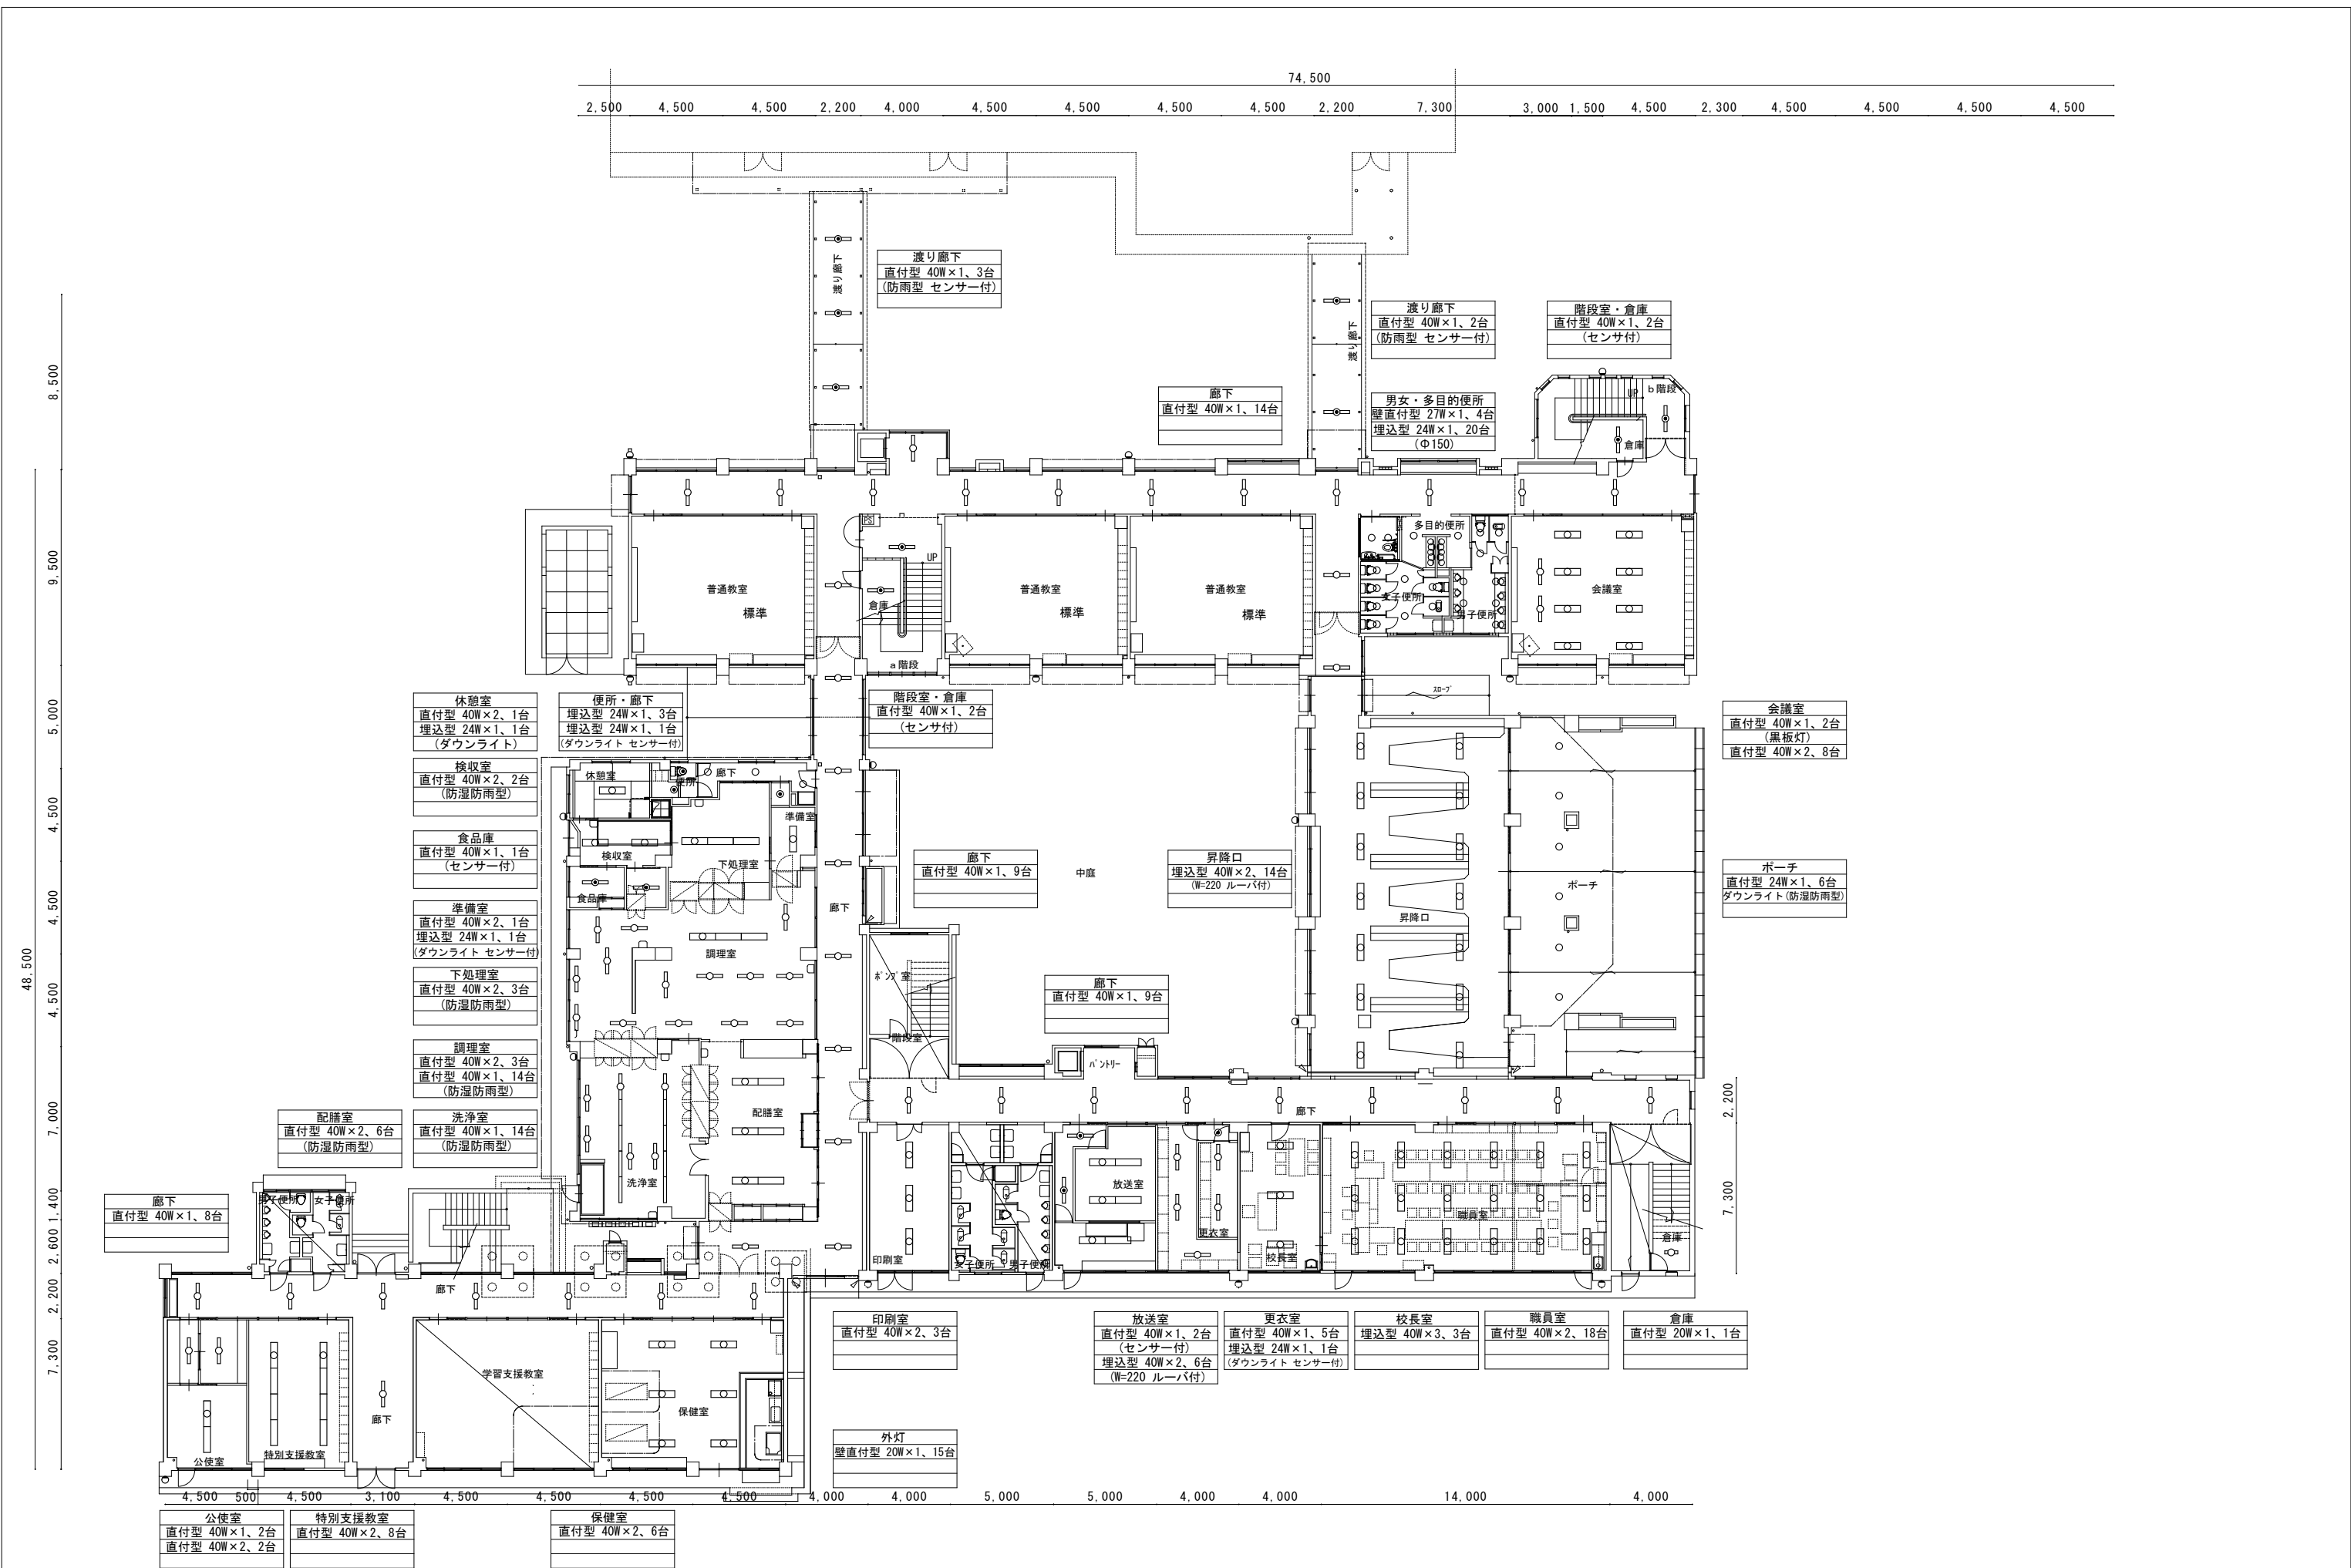 74,500
2,500 4,500 4,500 2,200 4,000 4,500 4,500 4,500 4,500 2,200 7,300 3,000 1,500 4,500 2,300 4,500 4,500 4,500 4,500
渡り廊下
渡り廊下
直付型 40W×1、3台
(防雨型 センサー付)
渡り廊下
渡り廊下
直付型 40W×1、2台
(防雨型 センサー付)
階段室・倉庫
直付型 40W×1、2台
(センサ付)
8,500
廊下
直付型 40W×1、14台
男女・多目的便所
壁直付型 27W×1、4台
埋込型 24W×1、20台
(Φ150)
UP
b階段
倉庫
9,500
PS
UP
多目的便所
普通教室
標準
倉庫
普通教室
標準
普通教室
標準
女子便所
男子便所
会議室
a階段
スロープ
休憩室
直付型 40W×2、1台
埋込型 24W×1、1台
(ダウンライト)
便所・廊下
埋込型 24W×1、3台
埋込型 24W×1、1台
(ダウンライト センサー付)
階段室・倉庫
直付型 40W×1、2台
(センサ付)
会議室
直付型 40W×1、2台
(黒板灯)
直付型 40W×2、8台
5,000
検収室
直付型 40W×2、2台
(防湿防雨型)
休憩室
便所
廊下
準備室
4,500
食品庫
直付型 40W×1、1台
(センサー付)
検収室
下処理室
廊下
直付型 40W×1、9台
中庭
昇降口
埋込型 40W×2、14台
(W=220 ルーバ付)
ポーチ
ポーチ
直付型 24W×1、6台
ダウンライト(防湿防雨型)
4,500
準備室
直付型 40W×2、1台
埋込型 24W×1、1台
(ダウンライト センサー付)
食品庫
廊下
昇降口
調理室
48,500
下処理室
直付型 40W×2、3台
(防湿防雨型)
ポンプ室
廊下
直付型 40W×1、9台
4,500
調理室
直付型 40W×2、3台
直付型 40W×1、14台
(防湿防雨型)
階段室
パントリー
7,000
配膳室
直付型 40W×2、6台
(防湿防雨型)
洗浄室
直付型 40W×1、14台
(防湿防雨型)
配膳室
廊下
2,200
廊下
直付型 40W×1、8台
男子便所
女子便所
洗浄室
放送室
7,300
1,400
印刷室
女子便所
男子便所
更衣室
校長室
職員室
倉庫
2,600
2,200
廊下
印刷室
直付型 40W×2、3台
放送室
直付型 40W×1、2台
(センサー付)
埋込型 40W×2、6台
(W=220 ルーバ付)
更衣室
直付型 40W×1、5台
埋込型 24W×1、1台
(ダウンライト センサー付)
校長室
埋込型 40W×3、3台
職員室
直付型 40W×2、18台
倉庫
直付型 20W×1、1台
7,300
学習支援教室
廊下
保健室
公使室
特別支援教室
外灯
壁直付型 20W×1、15台
4,500 500 4,500 3,100 4,500 4,500 4,500 4,500 4,000 4,000 5,000 5,000 4,000 4,000 14,000 4,000
公使室
直付型 40W×1、2台
直付型 40W×2、2台
特別支援教室
直付型 40W×2、8台
保健室
直付型 40W×2、6台